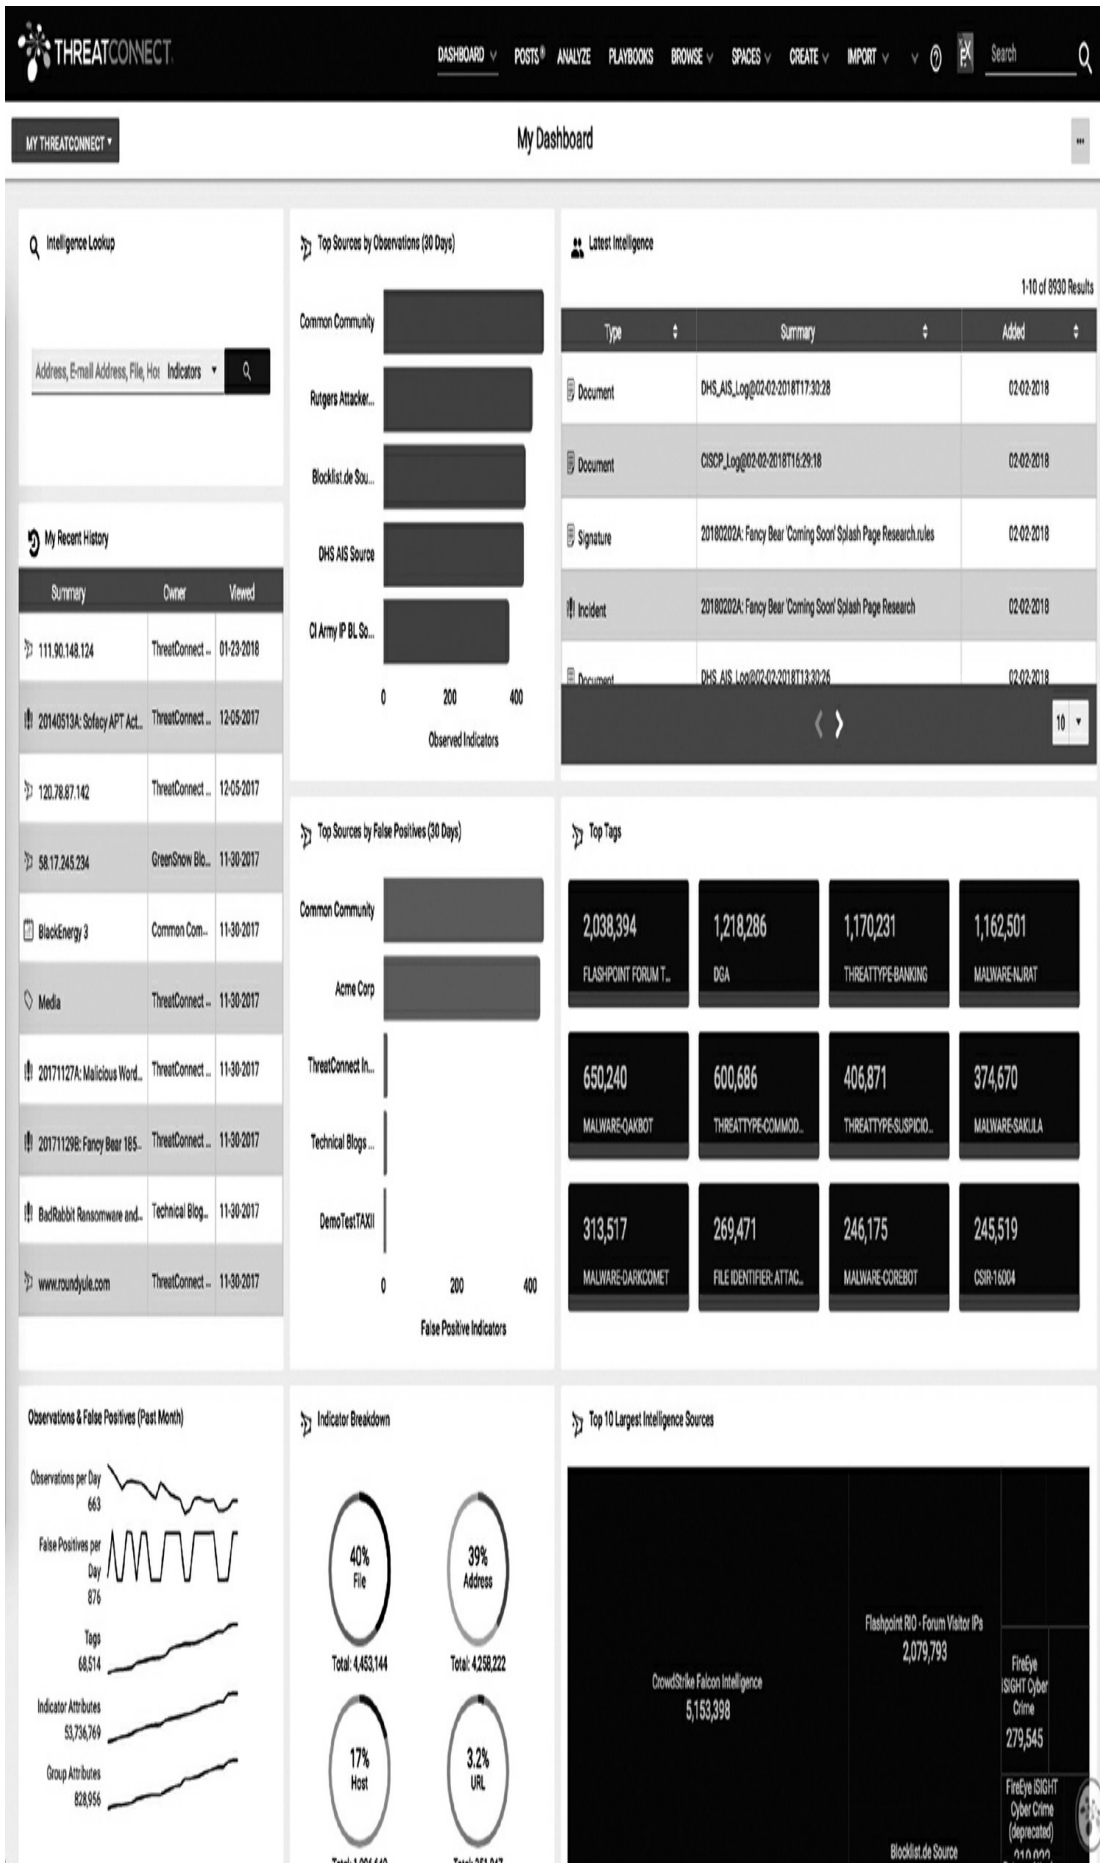 THREATCONNECT
DASHBOARD POSTS ANALYZE PLAYBOOKS BROWSE SPACES CREATE IMPORT Search
MY THREATCONNECT
My Dashboard
Intelligence Lookup
Address, E-mail Address, File, Hos Indicators
My Recent History
Summary Owner Viewed
111.90.148.124 ThreatConnect ... 01-23-2018
20140513A: Sofacy APT Act... ThreatConnect ... 12-05-2017
120.78.87.142 ThreatConnect ... 12-05-2017
58.17.245.234 GreenSnow Blo... 11-30-2017
BlackEnergy 3 Common Com... 11-30-2017
Media ThreatConnect ... 11-30-2017
20171127A: Malicious Word... ThreatConnect ... 11-30-2017
20171129B: Fancy Bear 185... ThreatConnect ... 11-30-2017
BadRabbit Ransomware and... Technical Blog... 11-30-2017
www.roundyule.com ThreatConnect ... 11-30-2017
Top Sources by Observations (30 Days)
Common Community
Rutgers Attacker...
Blocklist.de Sou...
DHS AIS Source
CI Army IP BL So...
0 200 400
Observed Indicators
Latest Intelligence
1-10 of 8930 Results
Type Summary Added
Document DHS_AIS_Log@02-02-2018T17:30:28 02-02-2018
Document CISCP_Log@02-02-2018T16:29:18 02-02-2018
Signature 20180202A: Fancy Bear 'Coming Soon' Splash Page Research.rules 02-02-2018
Incident 20180202A: Fancy Bear 'Coming Soon' Splash Page Research 02-02-2018
Document DHS_AIS_Log@02-02-2018T13:30:26 02-02-2018
10
Top Sources by False Positives (30 Days)
Common Community
Acme Corp
ThreatConnect In...
Technical Blogs ...
DemoTestTAXII
0 200 400
False Positive Indicators
Top Tags
2,038,394 1,218,286 1,170,231 1,162,501
FLASHPOINT FORUM T... DGA THREATTYPE-BANKING MALWARE-NJRAT
650,240 600,686 406,871 374,670
MALWARE-QAKBOT THREATTYPE-COMMOD... THREATTYPE-SUSPICIO... MALWARE-SAKULA
313,517 269,471 246,175 245,519
MALWARE-DARKCOMET FILE IDENTIFIER: ATTAC... MALWARE-COREBOT CSIR-16004
Observations & False Positives (Past Month)
Observations per Day
663
False Positives per
Day
876
Tags
68,514
Indicator Attributes
53,736,769
Group Attributes
828,956
Indicator Breakdown
40%
File
Total: 4,453,144
39%
Address
Total: 4,258,222
17%
Host
3.2%
URL
Top 10 Largest Intelligence Sources
CrowdStrike Falcon Intelligence
5,153,398
Flashpoint RIO - Forum Visitor IPs
2,079,793
Blocklist.de Source
FireEye
iSIGHT Cyber
Crime
279,545
FireEye iSIGHT
Cyber Crime
(deprecated)